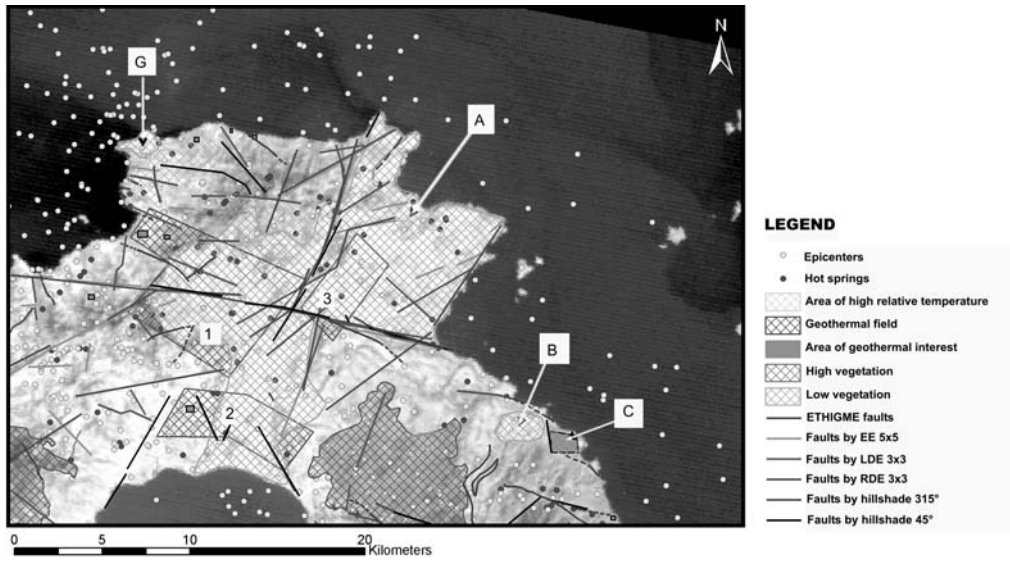 N
G
A
3
1
B
2
C
0 5 10 20
Kilometers
LEGEND
Epicenters
Hot springs
Area of high relative temperature
Geothermal field
Area of geothermal interest
High vegetation
Low vegetation
ETHIGME faults
Faults by EE 5x5
Faults by LDE 3x3
Faults by RDE 3x3
Faults by hillshade 315°
Faults by hillshade 45°